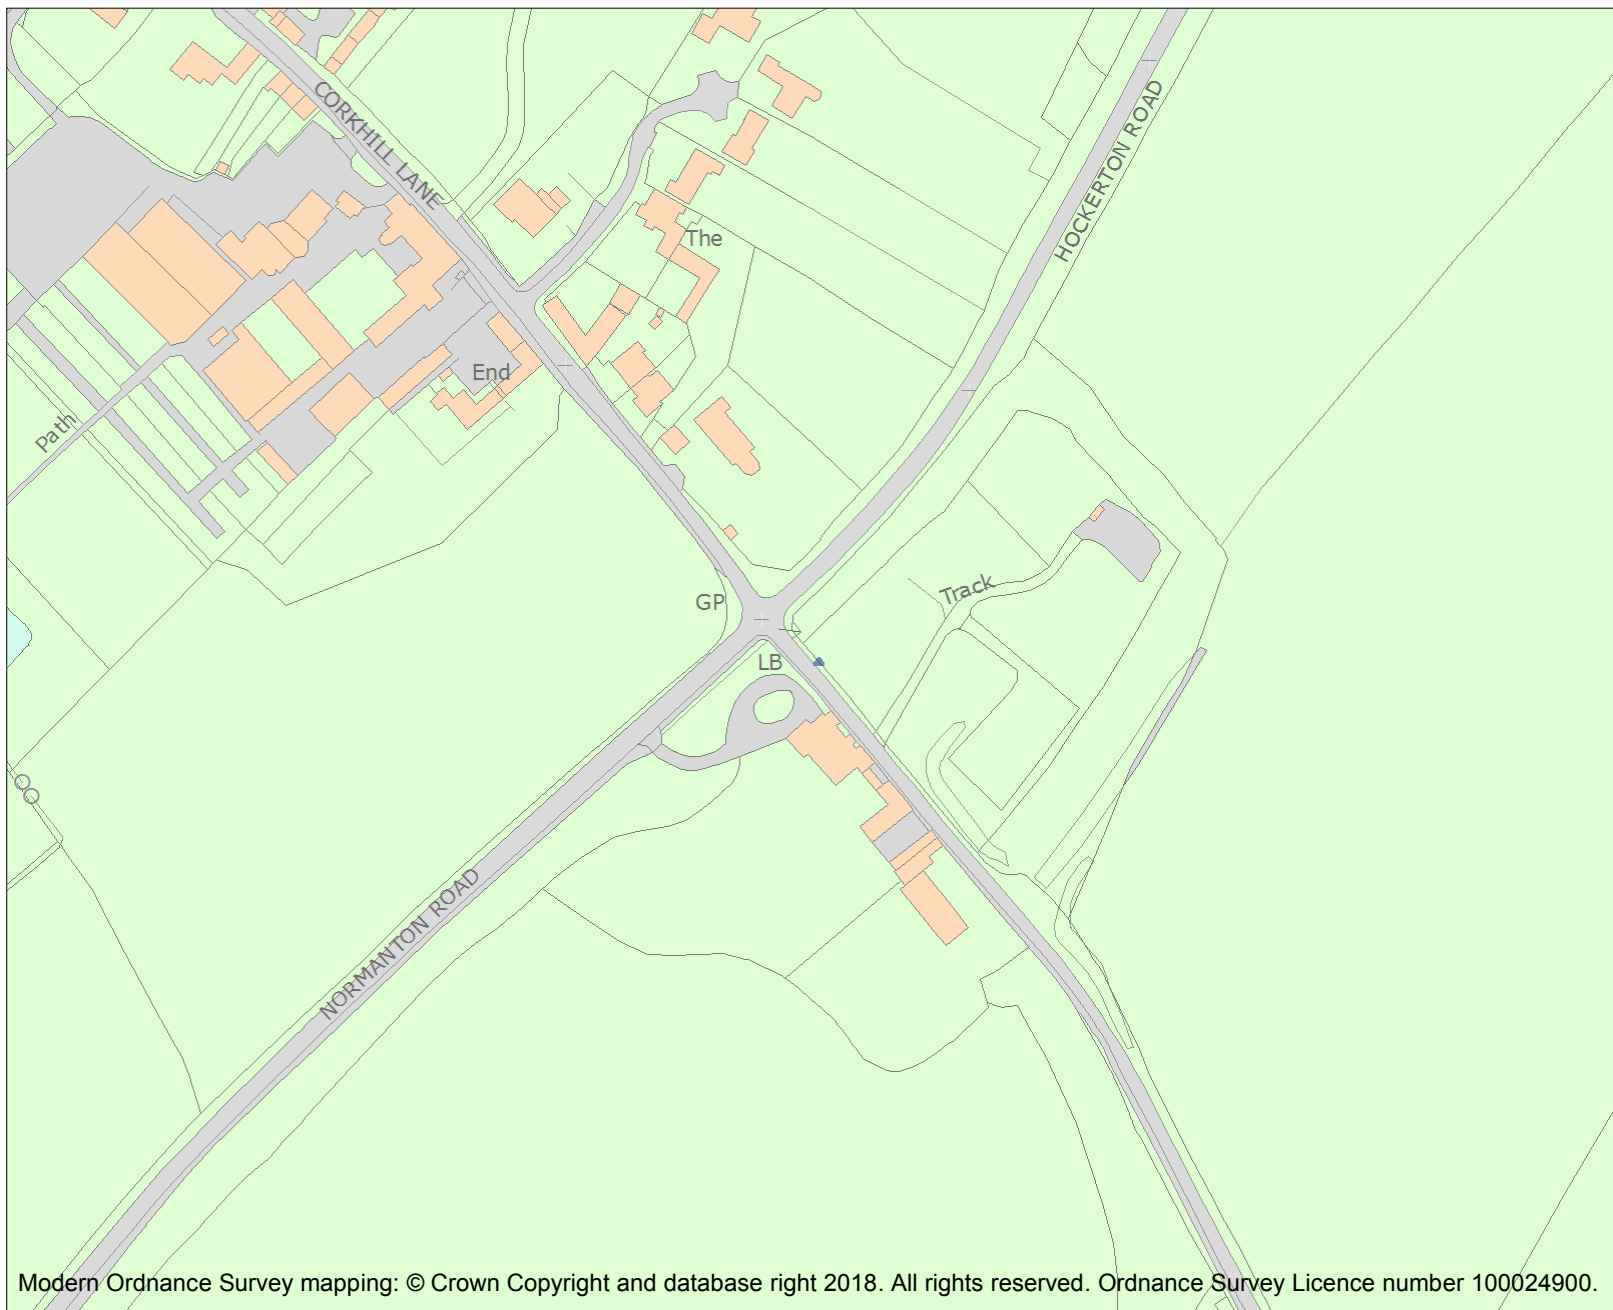 CORKHILL LANE
HOCKERTON ROAD
The
End
Path
Track
GP
LB
NORMANTON ROAD
Modern Ordnance Survey mapping: © Crown Copyright and database right 2018. All rights reserved. Ordnance Survey Licence number 100024900.